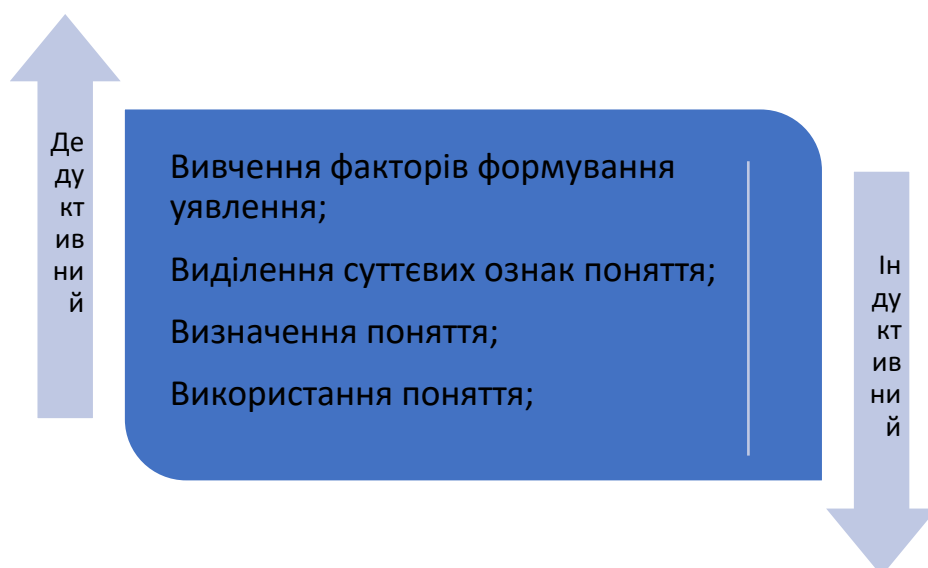 Де
ду
кт
ив
ни
й
Вивчення факторів формування
уявлення;
Виділення суттєвих ознак поняття;
Визначення поняття;
Використання поняття;
Ін
ду
кт
ив
ни
й